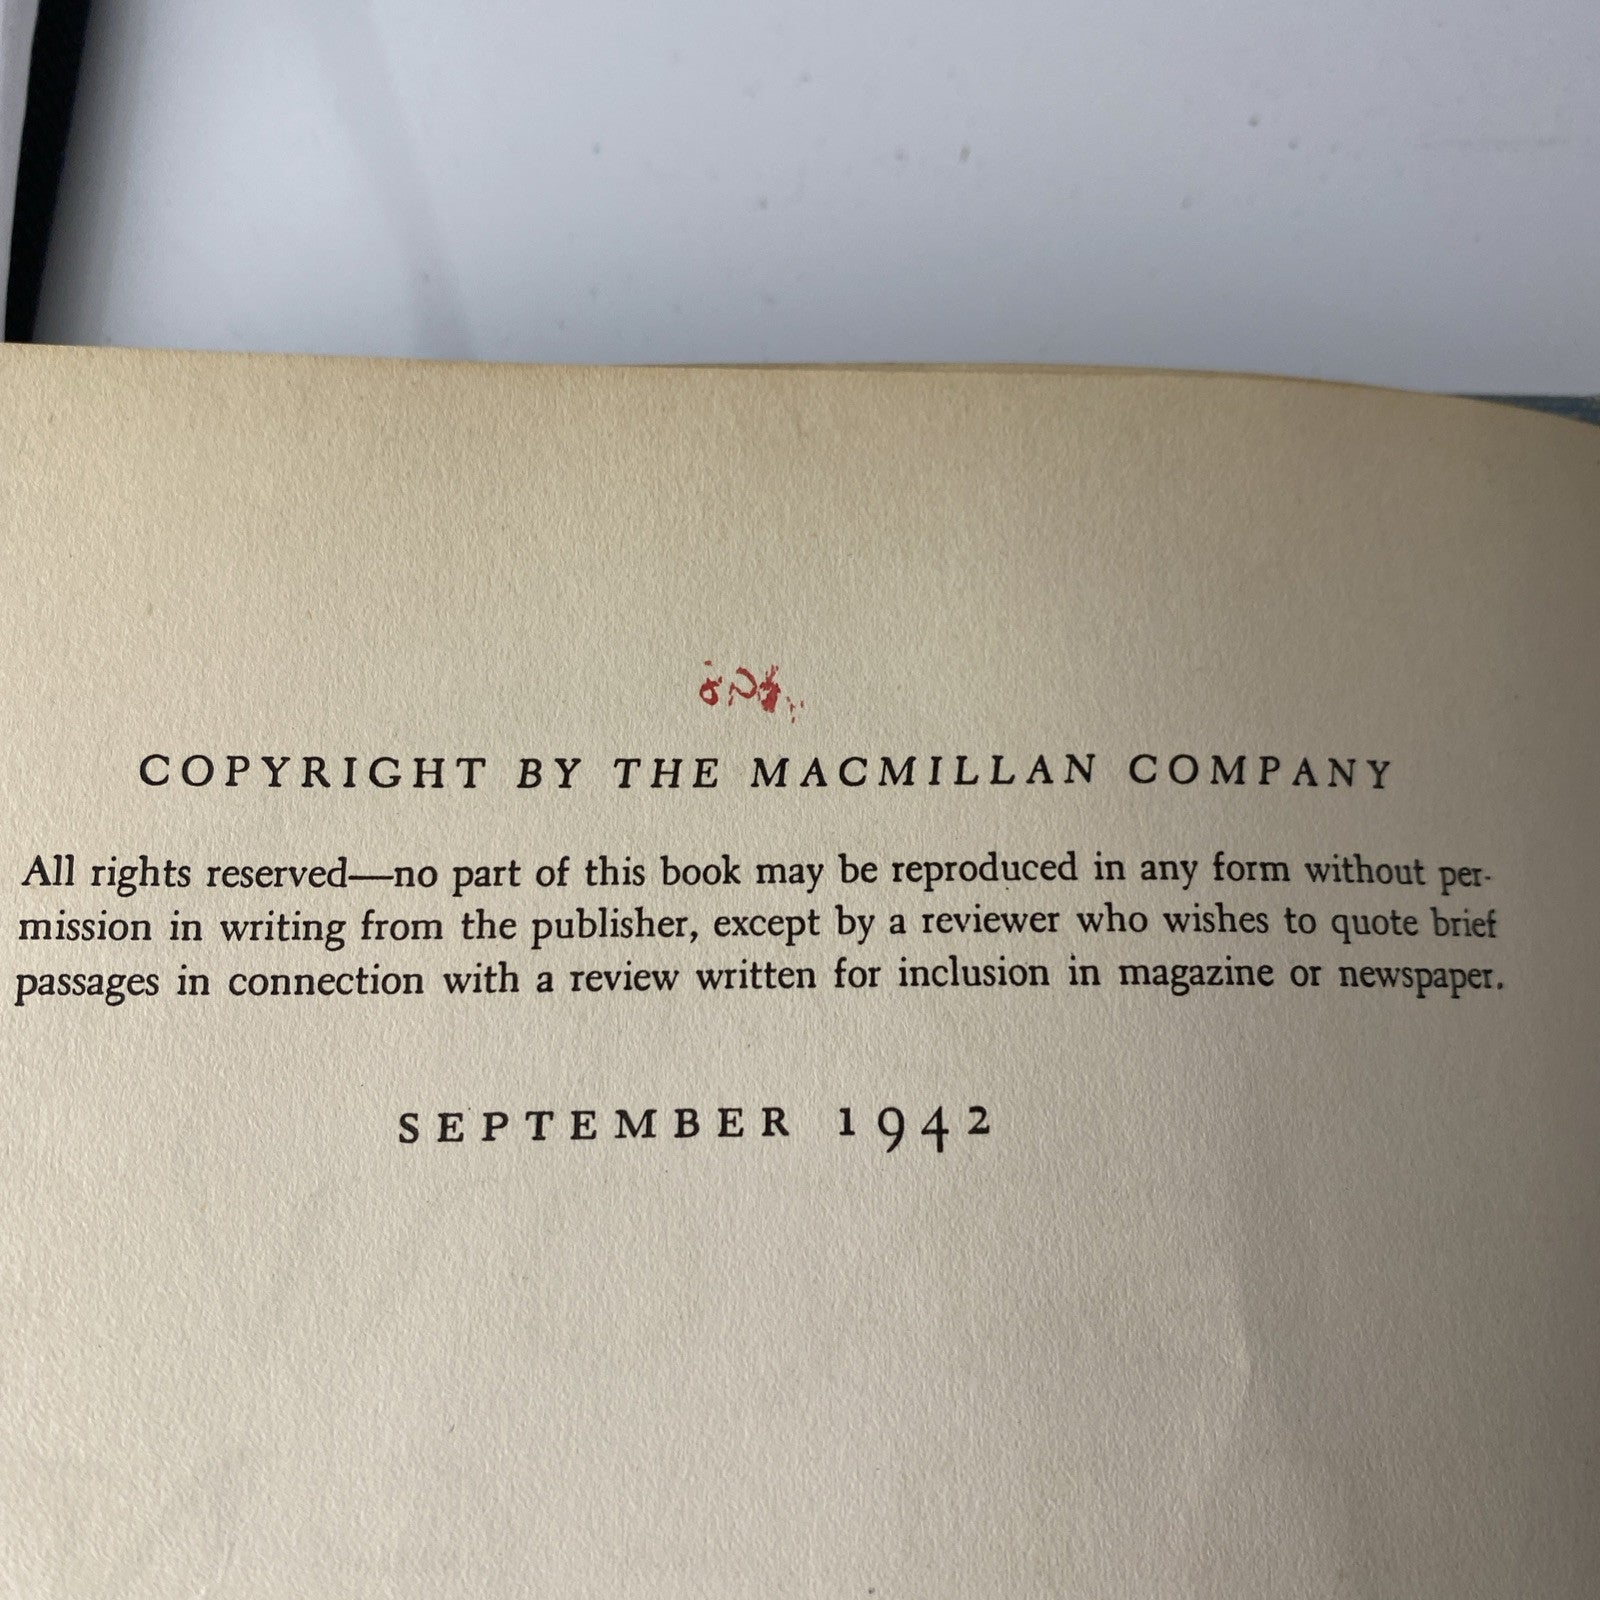 COPYRIGHT BY THE MACMILLAN COMPANY
All rights reserved—no part of this book may be reproduced in any form without per-
mission in writing from the publisher, except by a reviewer who wishes to quote brief
passages in connection with a review written for inclusion in magazine or newspaper.
SEPTEMBER 1942